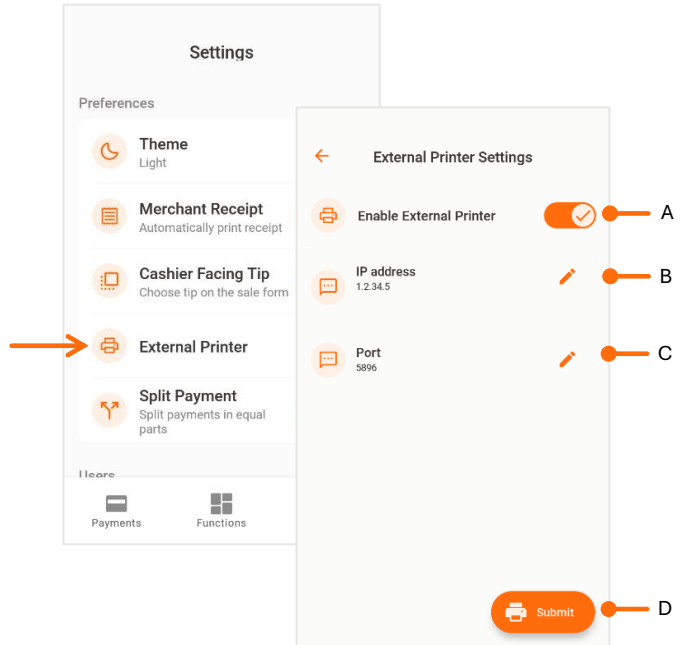 Settings
Preferences
Theme
Light
Merchant Receipt
Automatically print receipt
Cashier Facing Tip
Choose tip on the sale form
External Printer
Split Payment
Split payments in equal
parts
Users
Payments
Functions
External Printer Settings
Enable External Printer
A
IP address
1.2.34.5
B
Port
5896
C
Submit
D